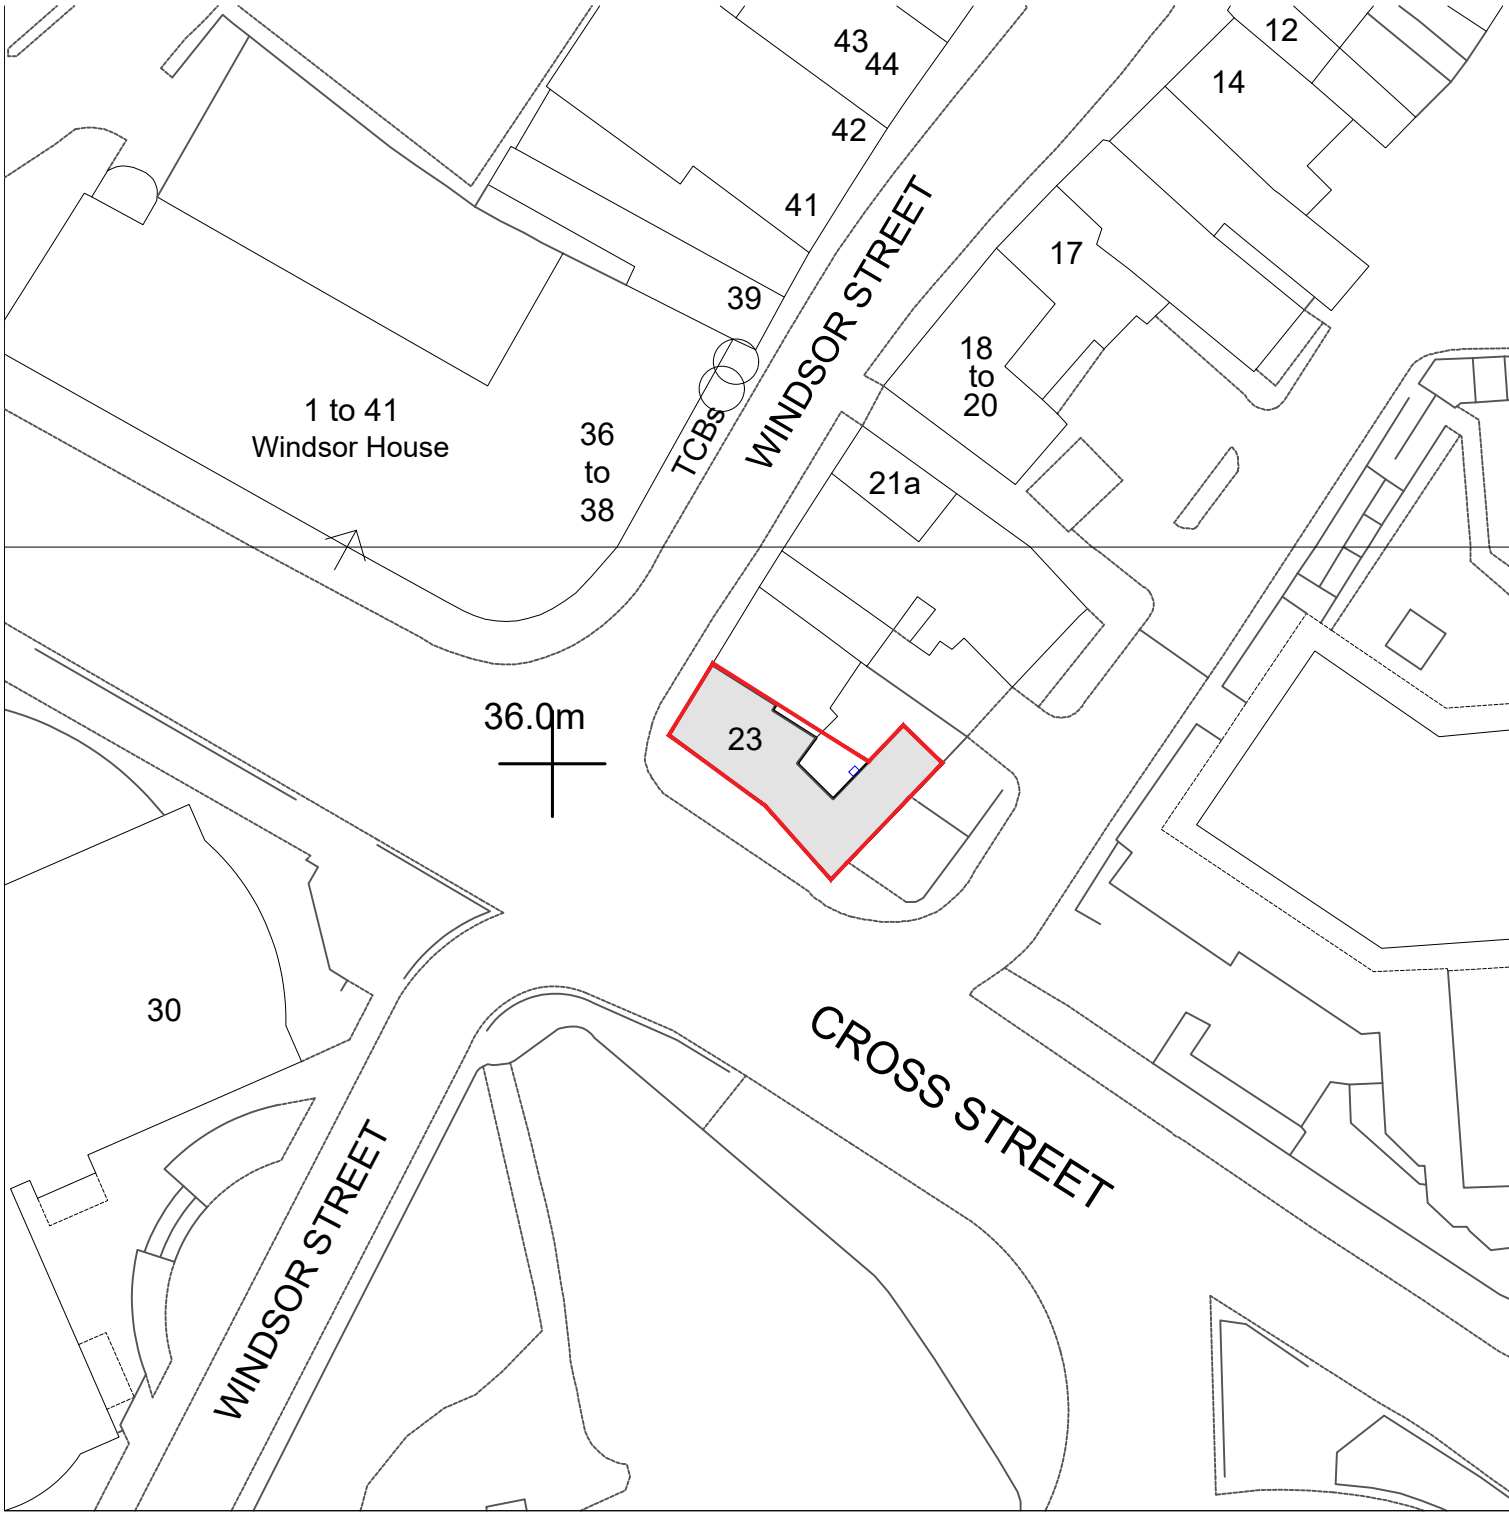 12
43
44
14
42
41
WINDSOR STREET
17
39
18
to
20
1 to 41
Windsor House
36
to
38
TCBs
21a
36.0m
23
30
CROSS STREET
WINDSOR STREET